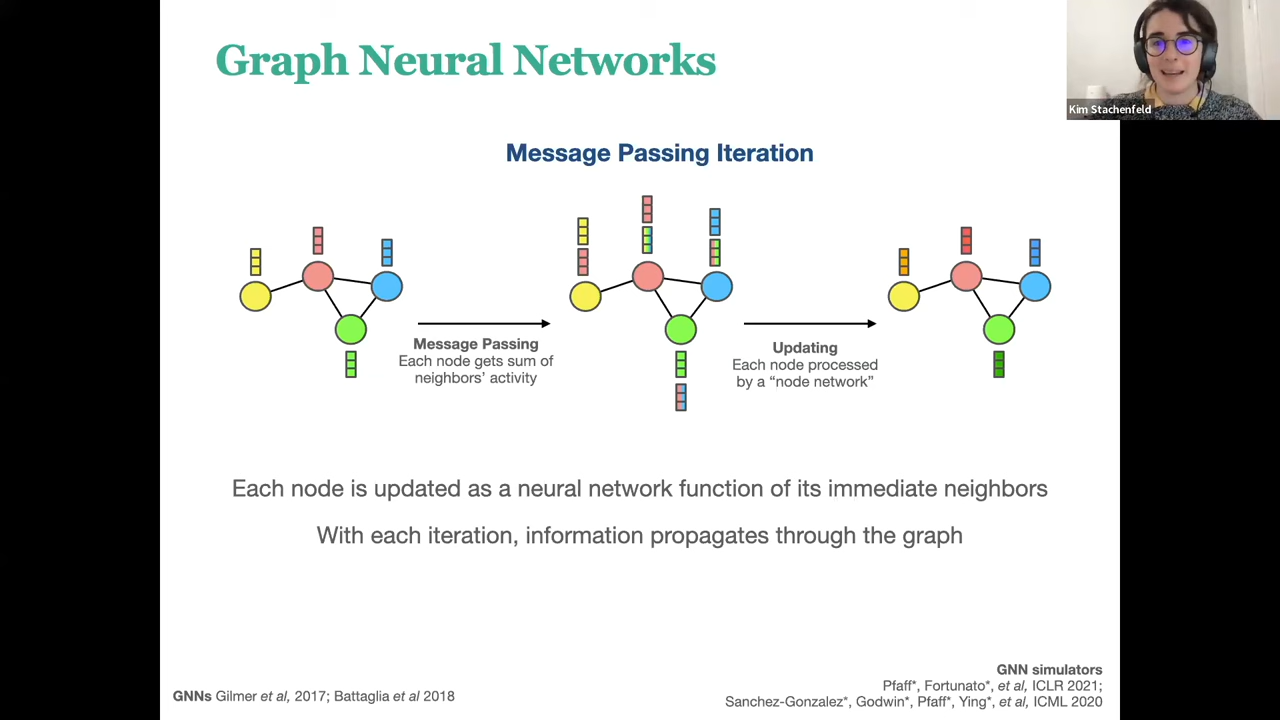 Graph Neural Networks
Kim Stachenfeld
Message Passing Iteration
Message Passing
Each node gets sum of
neighbors' activity
Updating
Each node processed
by a “node network”
Each node is updated as a neural network function of its immediate neighbors
With each iteration, information propagates through the graph
GNNs Gilmer et al, 2017; Battaglia et al 2018
GNN simulators
Pfaff*, Fortunato*, et al, ICLR 2021;
Sanchez-Gonzalez*, Godwin*, Pfaff*, Ying*, et al, ICML 2020